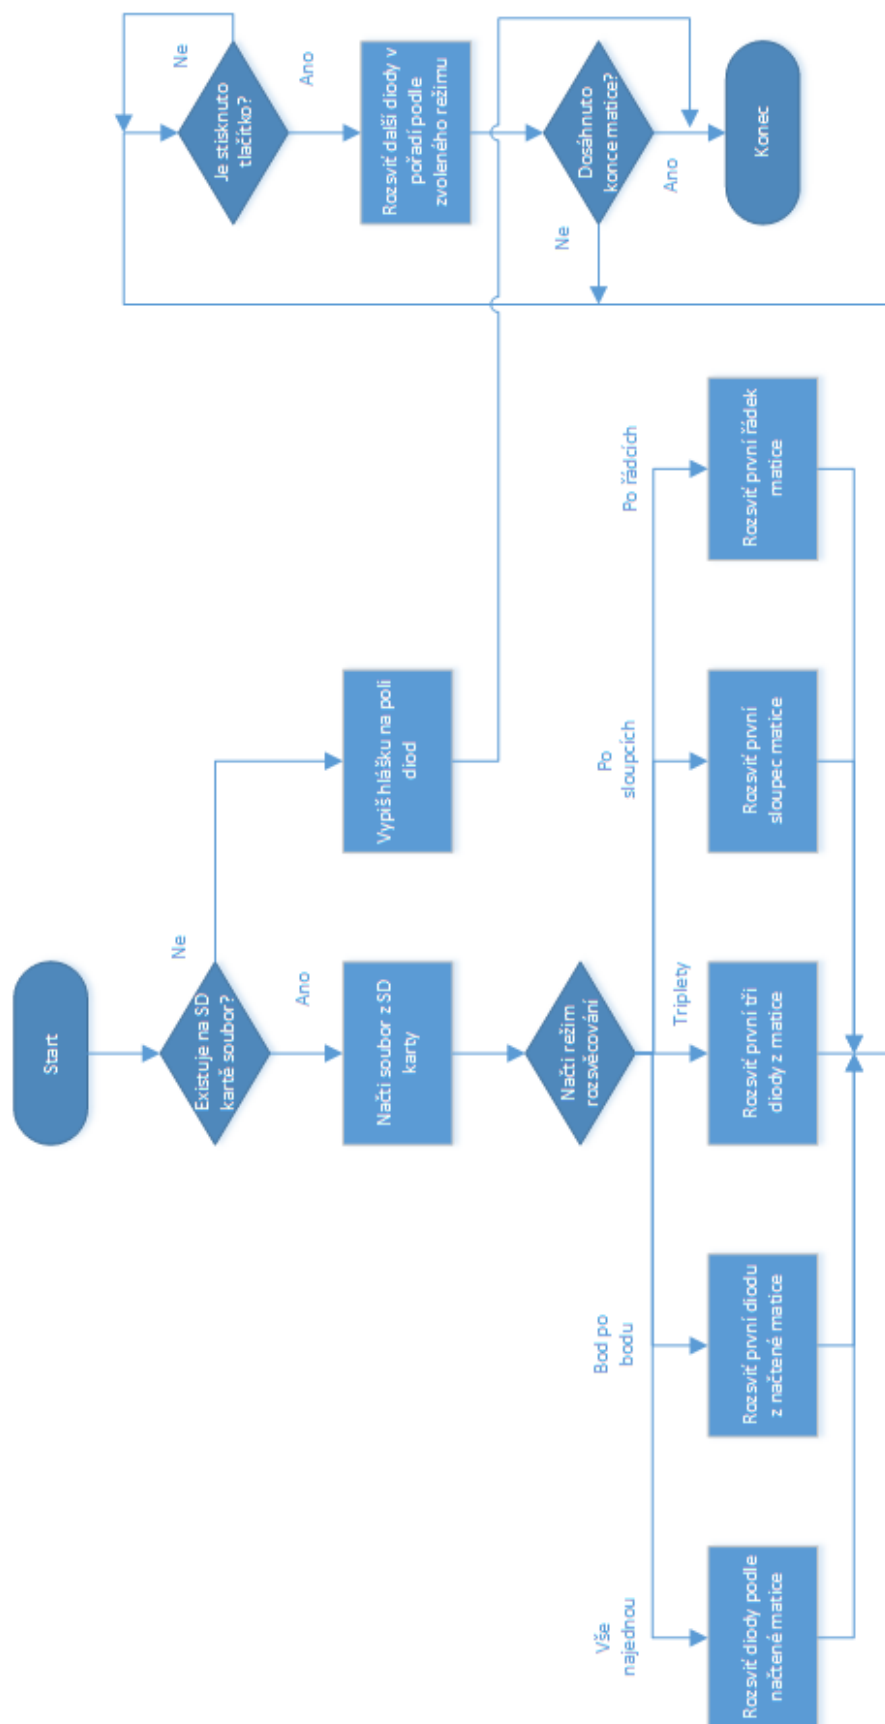 Start
Existuje na SD
kartě soubor?
Ne
Ano
Načti soubor z SD
karty
Vypiš hlášku na poli
diod
Načti režim
rozsvěcování
Vše
najednou
Bod po
bodu
Triplety
Po
sloupcích
Po řádcích
Rozsviť diody podle
načtené matice
Rozsviť první diodu
z načtené matice
Rozsviť první tři
diody z matice
Rozsviť první
sloupec matice
Rozsviť první řádek
matice
Je stisknuto
tlačítko?
Ne
Ano
Rozsviť další diody v
pořadí podle
zvoleného režimu
Dosáhnuto
konce matice?
Ne
Ano
Konec